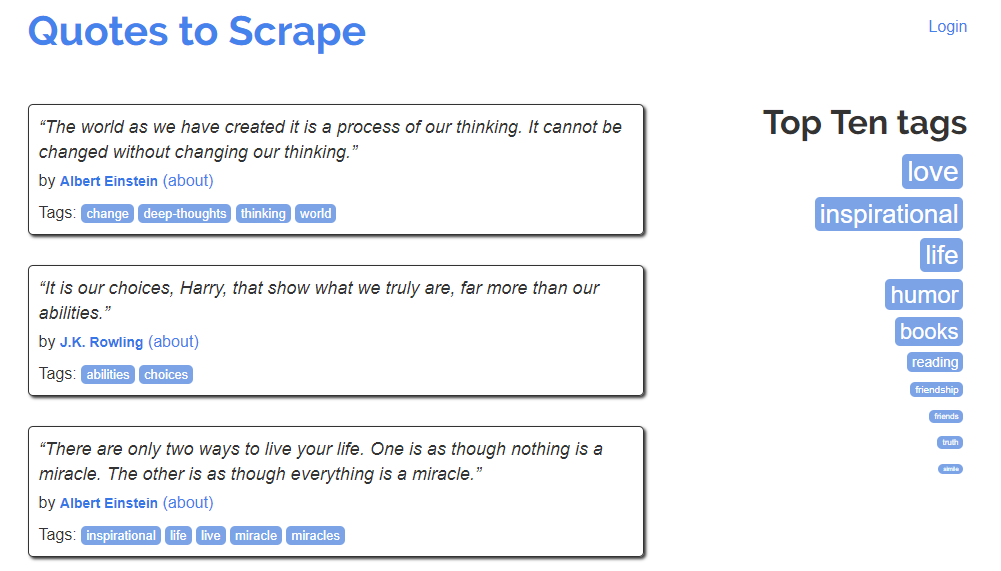 Quotes to Scrape
Login
“The world as we have created it is a process of our thinking. It cannot be
changed without changing our thinking.”
by Albert Einstein (about)
Tags: change deep-thoughts thinking world
“It is our choices, Harry, that show what we truly are, far more than our
abilities.”
by J.K. Rowling (about)
Tags: abilities choices
“There are only two ways to live your life. One is as though nothing is a
miracle. The other is as though everything is a miracle.”
by Albert Einstein (about)
Tags: inspirational life live miracle miracles
Top Ten tags
love
inspirational
life
humor
books
reading
friendship
friends
truth
simile